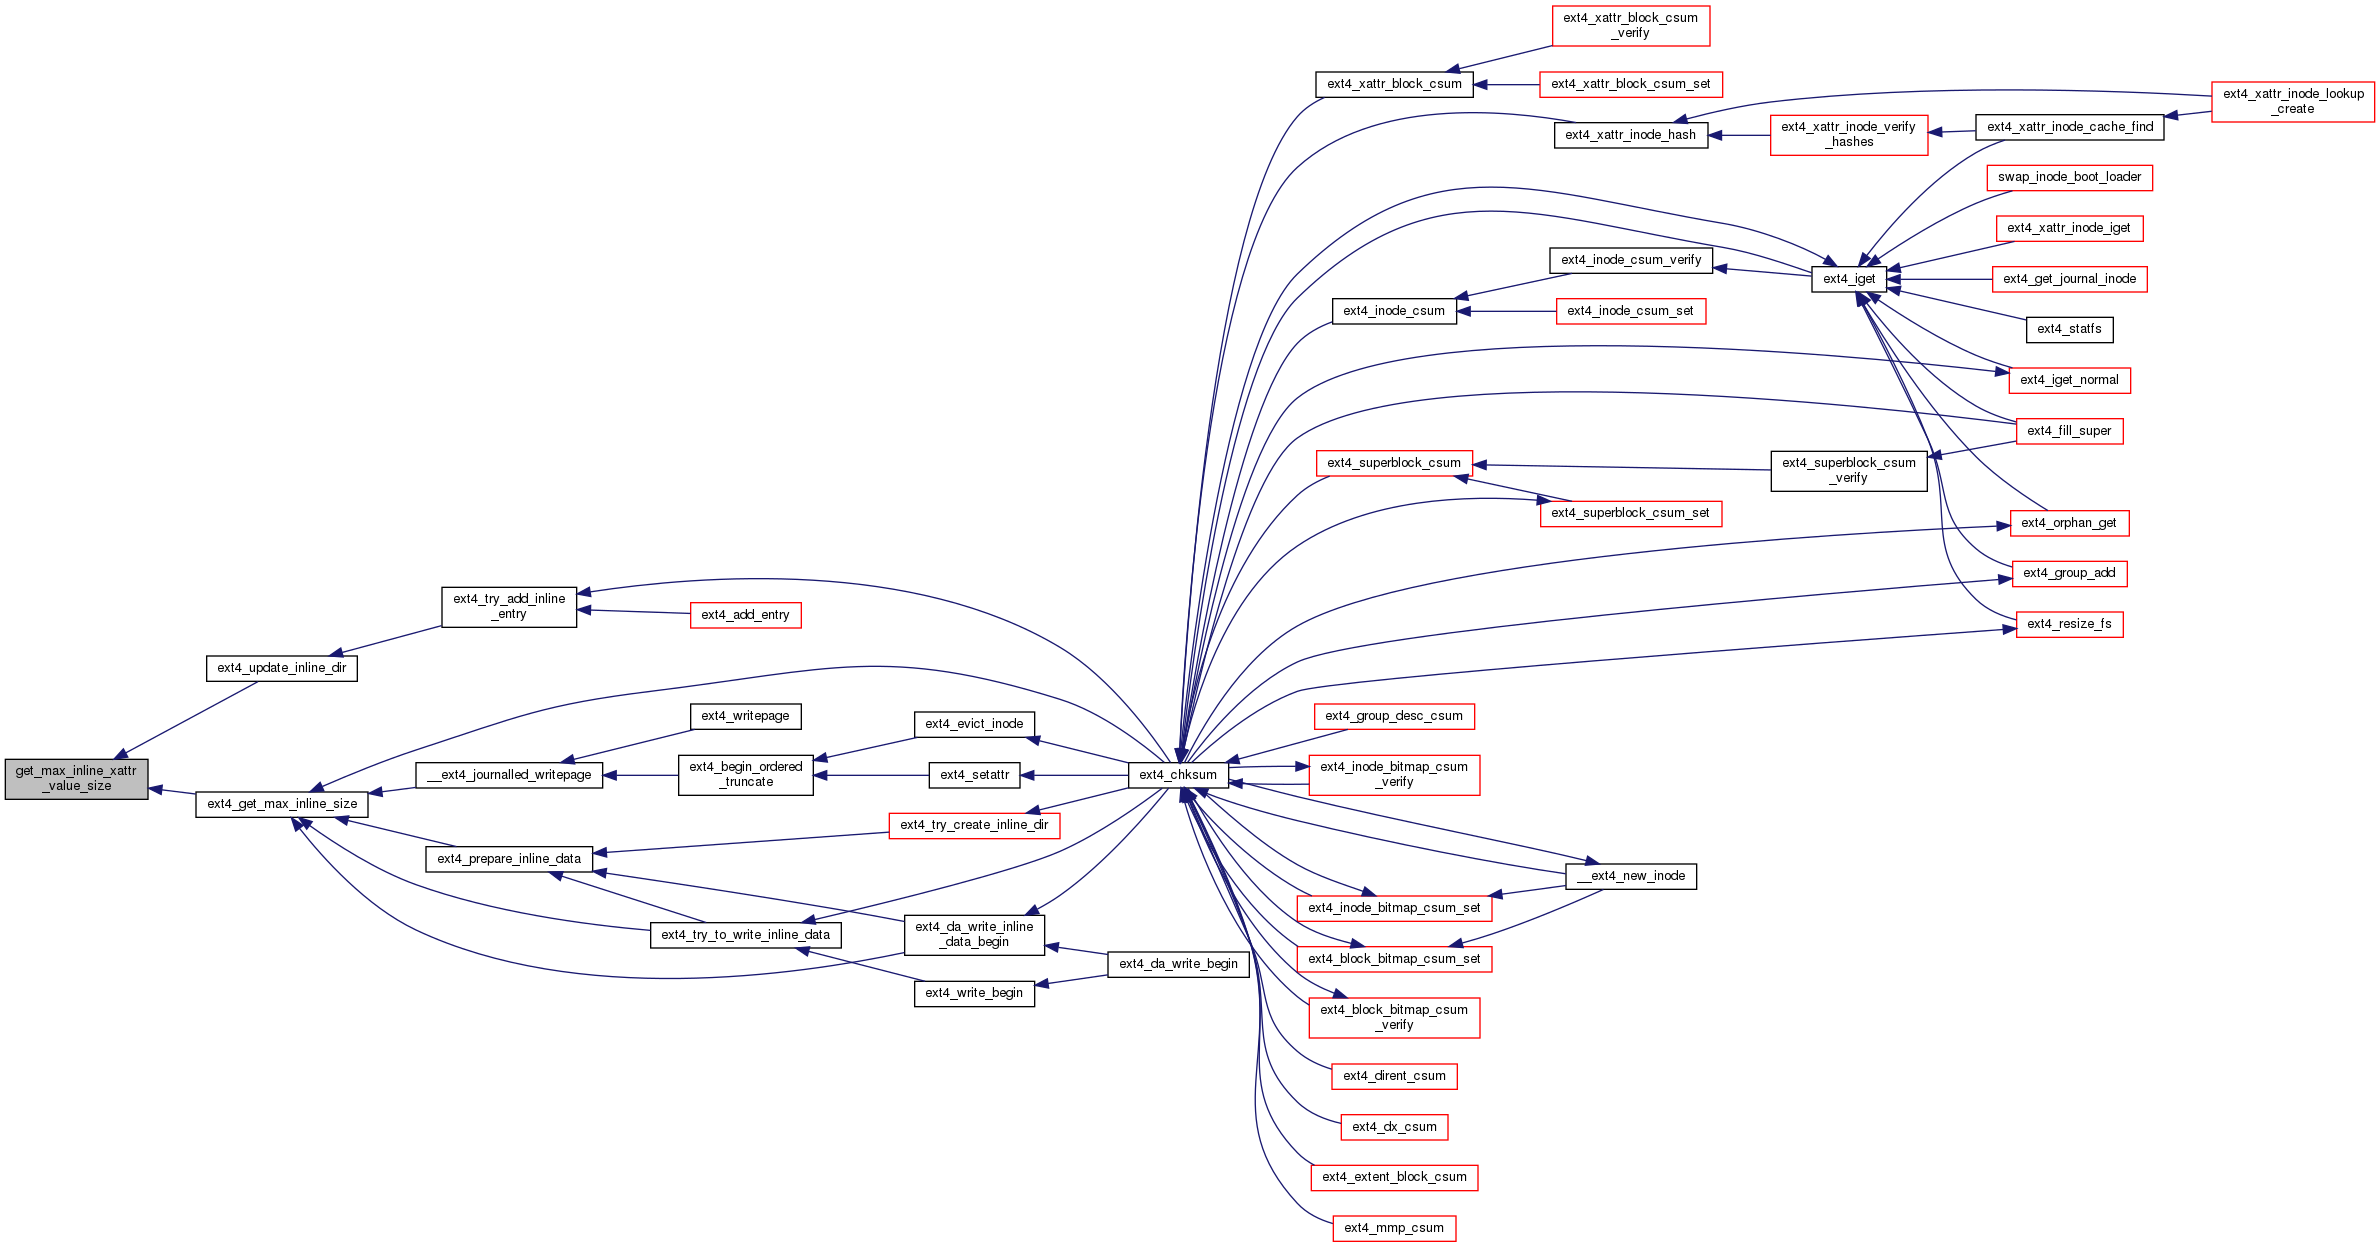 ext4_xattr_block_csum
_verify
ext4_xattr_block_csum
ext4_xattr_block_csum_set
ext4_xattr_inode_lookup
_create
ext4_xattr_inode_hash
ext4_xattr_inode_verify
_hashes
ext4_xattr_inode_cache_find
swap_inode_boot_loader
ext4_xattr_inode_iget
ext4_inode_csum_verify
ext4_iget
ext4_get_journal_inode
ext4_inode_csum
ext4_inode_csum_set
ext4_statfs
ext4_iget_normal
ext4_fill_super
ext4_superblock_csum
ext4_superblock_csum
_verify
ext4_superblock_csum_set
ext4_orphan_get
ext4_group_add
ext4_try_add_inline
_entry
ext4_add_entry
ext4_resize_fs
ext4_update_inline_dir
ext4_writepage
ext4_evict_inode
ext4_group_desc_csum
get_max_inline_xattr
_value_size
__ext4_journalled_writepage
ext4_begin_ordered
_truncate
ext4_setattr
ext4_chksum
ext4_inode_bitmap_csum
_verify
ext4_get_max_inline_size
ext4_try_create_inline_dir
ext4_prepare_inline_data
__ext4_new_inode
ext4_inode_bitmap_csum_set
ext4_try_to_write_inline_data
ext4_da_write_inline
_data_begin
ext4_block_bitmap_csum_set
ext4_da_write_begin
ext4_write_begin
ext4_block_bitmap_csum
_verify
ext4_dirent_csum
ext4_dx_csum
ext4_extent_block_csum
ext4_mmp_csum